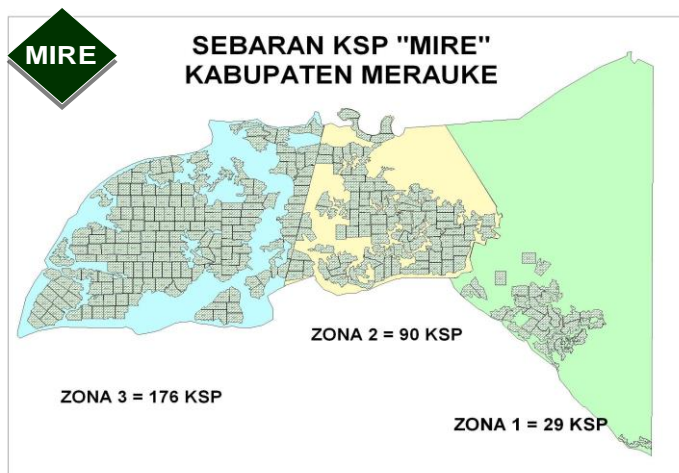 MIRE
SEBARAN KSP "MIRE"
KABUPATEN MERAUKE
ZONA 2 = 90 KSP
ZONA 3 = 176 KSP
ZONA 1 = 29 KSP